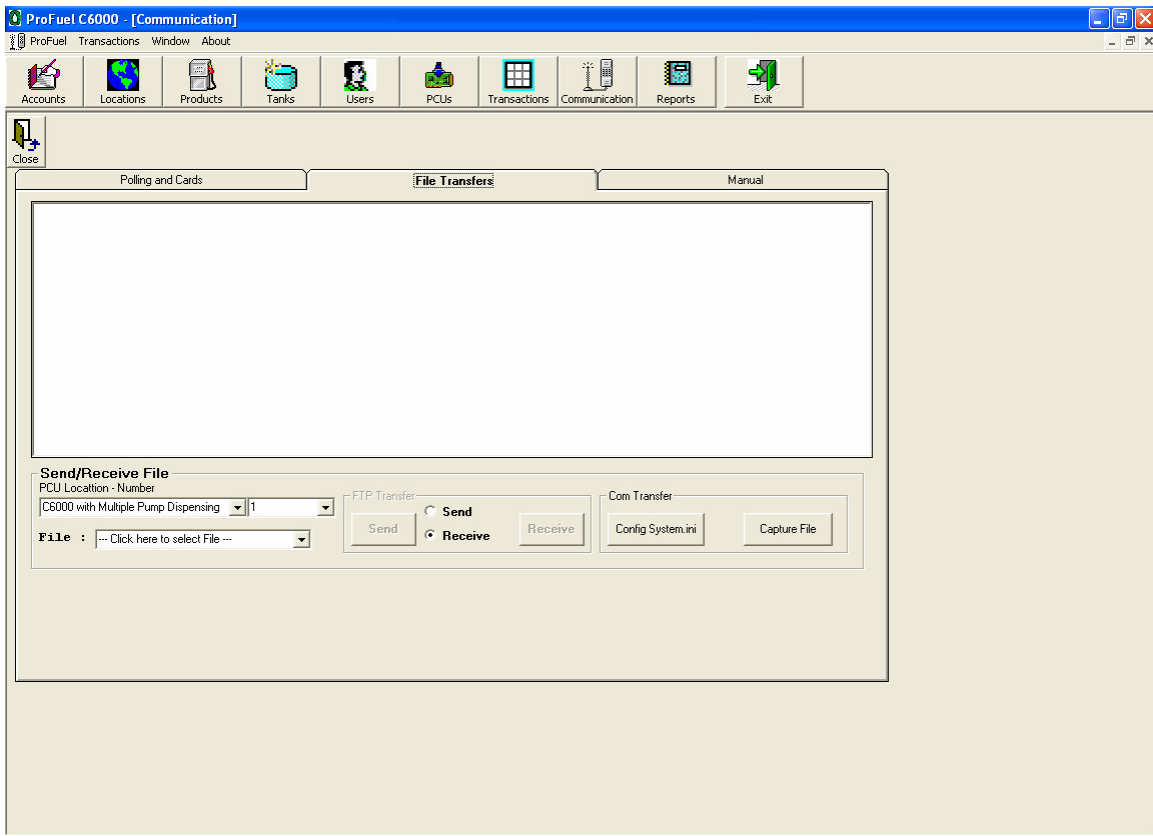 ProFuel C6000 - [Communication]
ProFuel Transactions Window About
Accounts Locations Products Tanks Users PCUs Transactions Communication Reports Exit
Close
Polling and Cards File Transfers Manual
Send/Receive File
PCU Locattion - Number
C6000 with Multiple Pump Dispensing 1
File : --- Click here to select File ---
FTP Transfer
Send Send Receive Receive
Com Transfer
Config System.ini Capture File